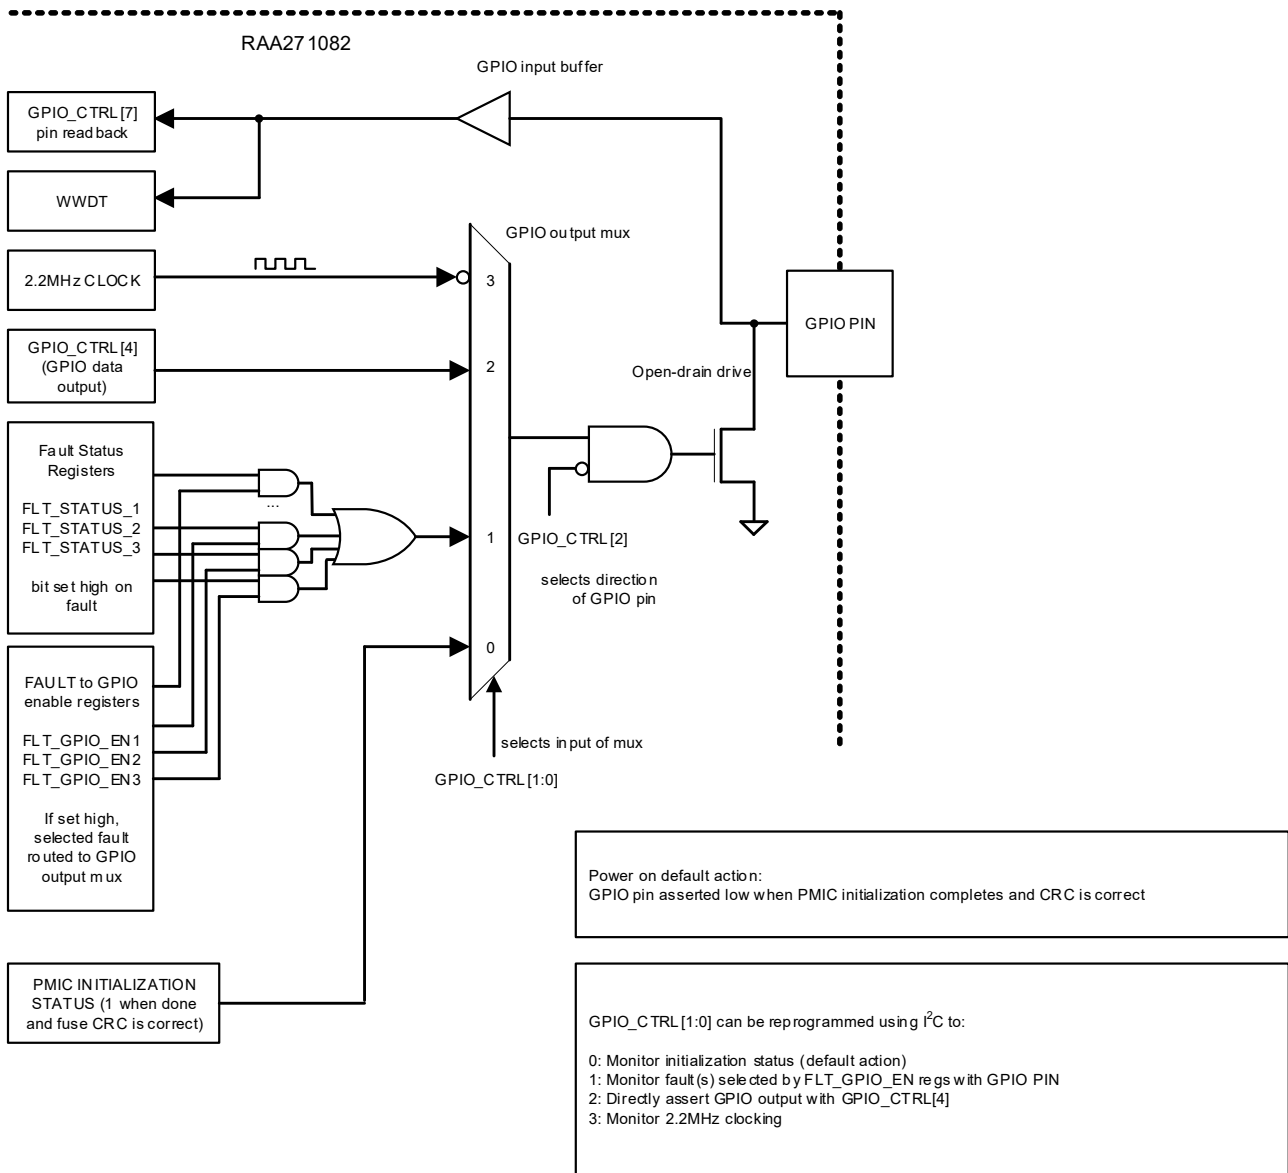 RAA271082
GPIO input buffer
GPIO_CTRL[7]
pin readback
WWDT
GPIO output mux
2.2MHz CLOCK
3
GPIO PIN
GPIO_CTRL[4]
(GPIO data
output)
2
Open-drain drive
Fault Status
Registers
FLT_STATUS_1
FLT_STATUS_2
FLT_STATUS_3
bit set high on
fault
...
1
GPIO_CTRL[2]
selects direction
of GPIO pin
0
FAULT to GPIO
enable registers
FLT_GPIO_EN1
FLT_GPIO_EN2
FLT_GPIO_EN3
If set high,
selected fault
routed to GPIO
output mux
selects input of mux
GPIO_CTRL[1:0]
Power on default action:
GPIO pin asserted low when PMIC initialization completes and CRC is correct
PMIC INITIALIZATION
STATUS (1 when done
and fuse CRC is correct)
GPIO_CTRL[1:0] can be reprogrammed using I²C to:
0: Monitor initialization status (default action)
1: Monitor fault(s) selected by FLT_GPIO_EN regs with GPIO PIN
2: Directly assert GPIO output with GPIO_CTRL[4]
3: Monitor 2.2MHz clocking